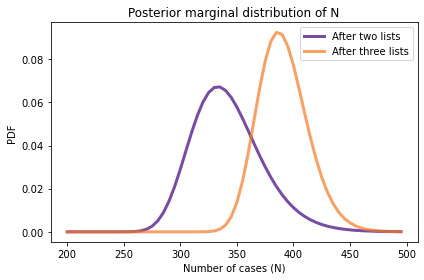 Posterior marginal distribution of N
After two lists
After three lists
PDF
0.08
0.06
0.04
0.02
0.00
200 250 300 350 400 450 500
Number of cases (N)